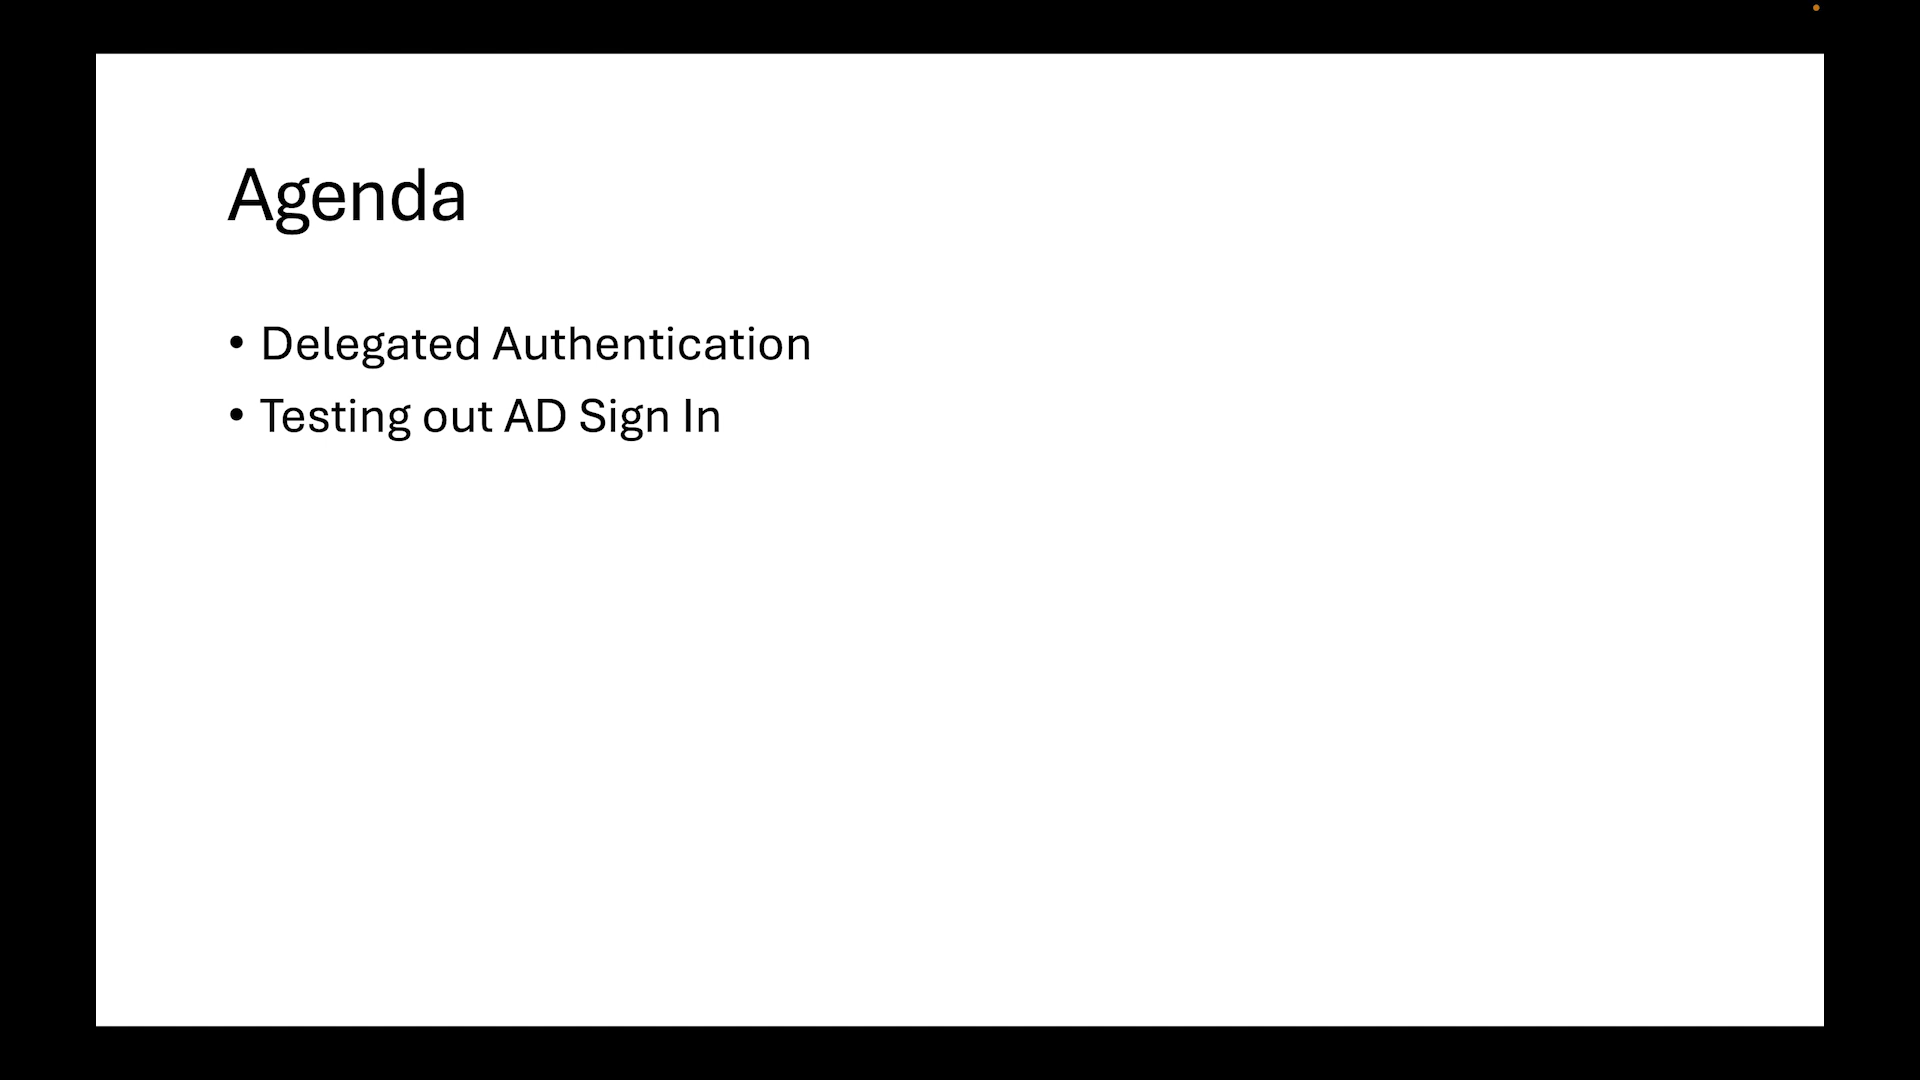 Agenda
• Delegated Authentication
• Testing out AD Sign In